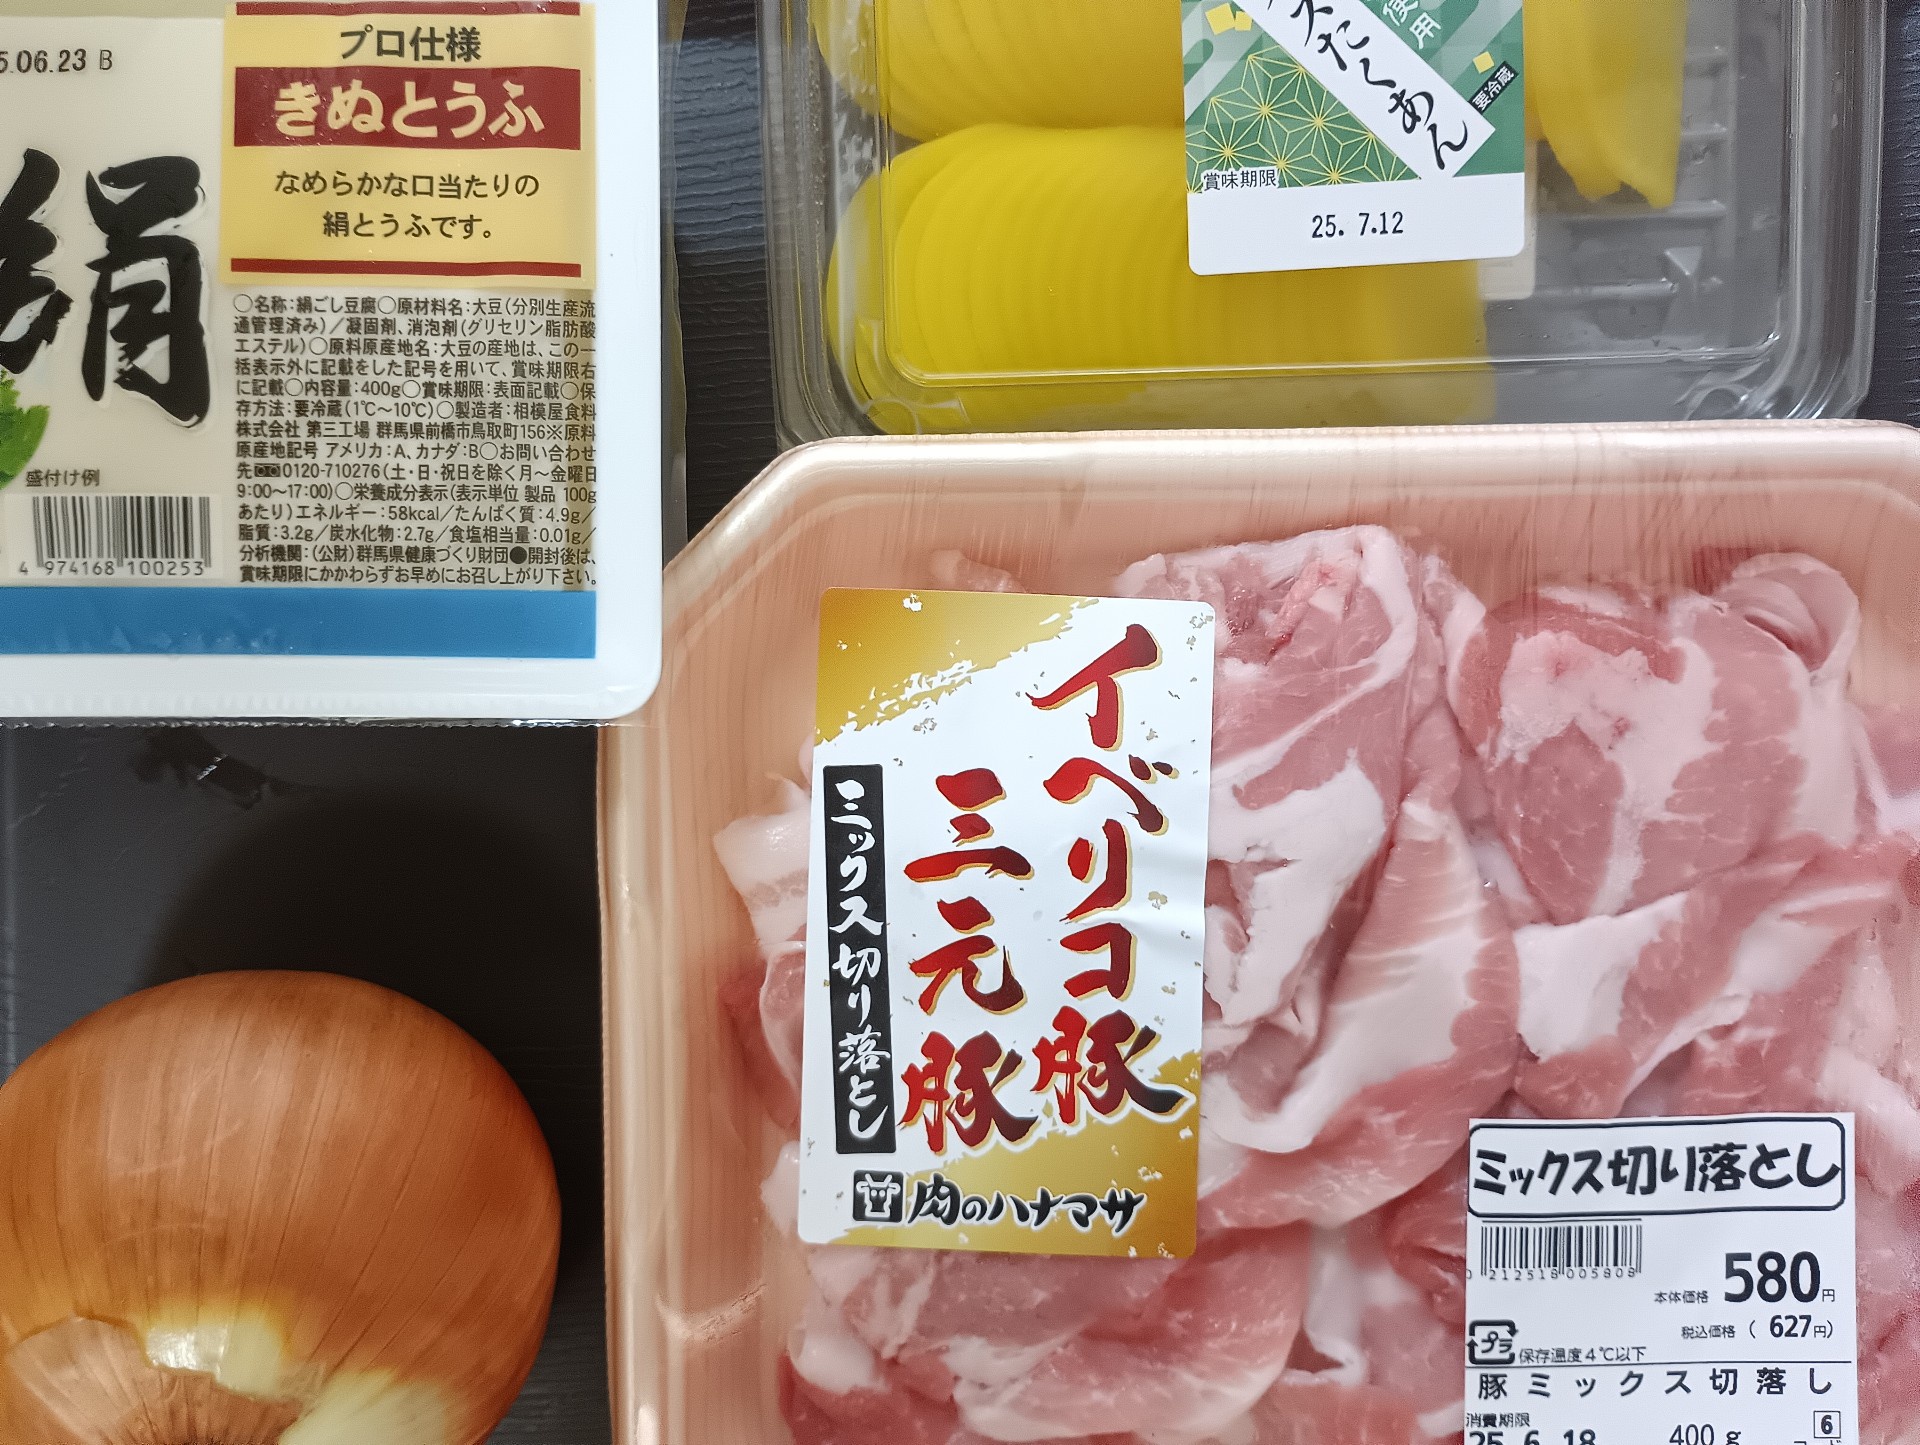 5.06.23 B
プロ仕様
きぬとうふ
なめらかな口当たりの
絹とうふです。
絹
○名称:絹ごし豆腐○原材料名:大豆(分別生産流
通管理済み)/凝固剤、消泡剤(グリセリン脂肪酸
エステル)○原料原産地名:大豆の産地は、この一
括表示外に記載をした記号を用いて、賞味期限右
に記載○内容量:400g○賞味期限:表面記載○保
存方法:要冷蔵(1℃～10℃)○製造者:相模屋食料
株式会社 第三工場 群馬県前橋市鳥取町156※原料
原産地記号 アメリカ:A、カナダ:B○お問い合わせ
先 0120-710276(土・日・祝日を除く月～金曜日
9:00～17:00)○栄養成分表示(表示単位 製品 100g
あたり)エネルギー:58kcal/たんぱく質:4.9g/
脂質:3.2g/炭水化物:2.7g/食塩相当量:0.01g/
分析機関:(公財)群馬県健康づくり財団●開封後は、
賞味期限にかかわらずお早めにお召し上がり下さい。
盛付け例
4 974168 100253
使用
スたくあん
要冷蔵
賞味期限
25. 7.12
イベリコ豚
三元豚
ミックス切り落とし
肉のハナマサ
ミックス切り落とし
0 212518 005808
本体価格 580円
税込価格 ( 627円)
プラ
保存温度4℃以下
豚ミックス切落し
消費期限
25 6 18
400g
6